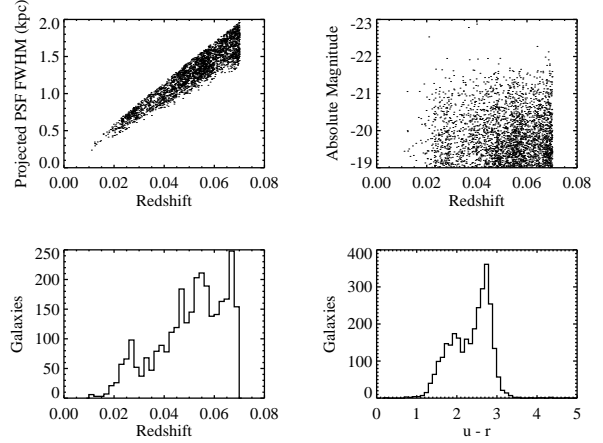 Projected PSF FWHM (kpc)
2.0
1.5
1.0
0.5
0.0
0.00 0.02 0.04 0.06 0.08
Redshift
Absolute Magnitude
-23
-22
-21
-20
-19
0.00 0.02 0.04 0.06 0.08
Redshift
Galaxies
250
200
150
100
50
0
0.00 0.02 0.04 0.06 0.08
Redshift
Galaxies
400
300
200
100
0
0 1 2 3 4 5
u - r